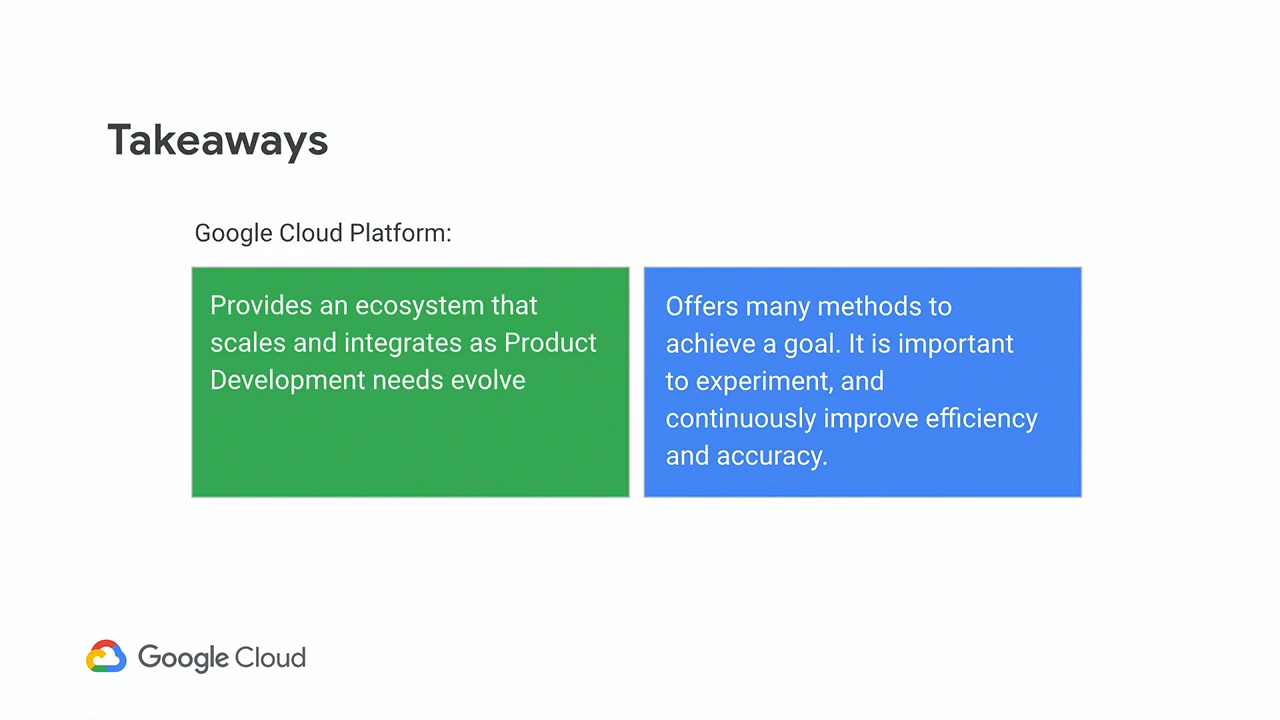 Takeaways
Google Cloud Platform:
Provides an ecosystem that
scales and integrates as Product
Development needs evolve
Offers many methods to
achieve a goal. It is important
to experiment, and
continuously improve efficiency
and accuracy.
Google Cloud